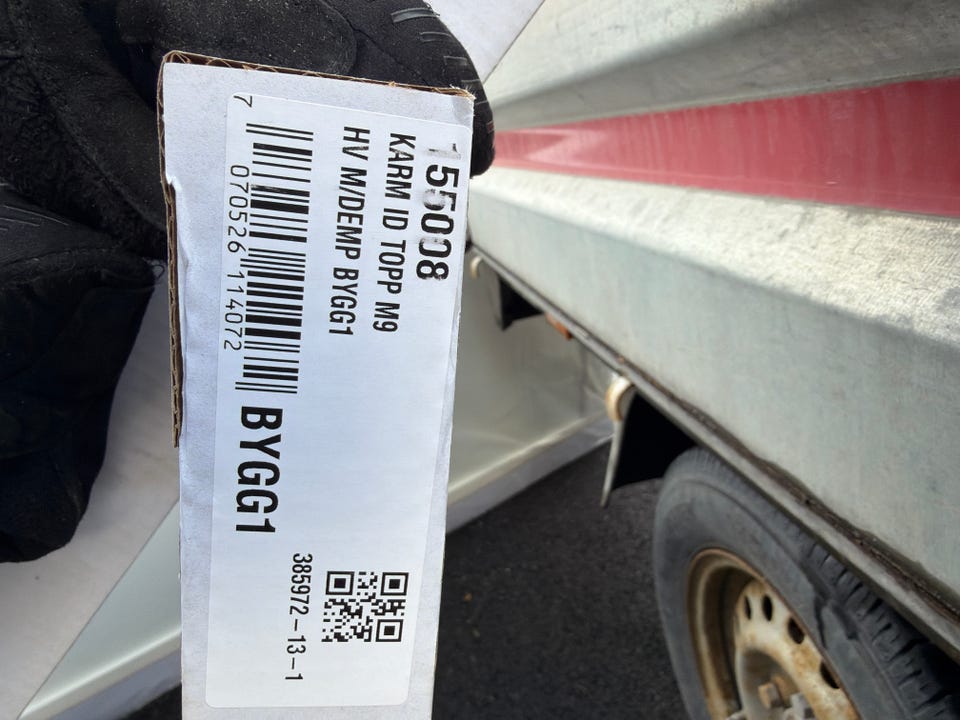 155008
KARM ID TOPP M9
HV M/DEMP BYGG1
7 070526 114072
BYGG1
385972-13-1